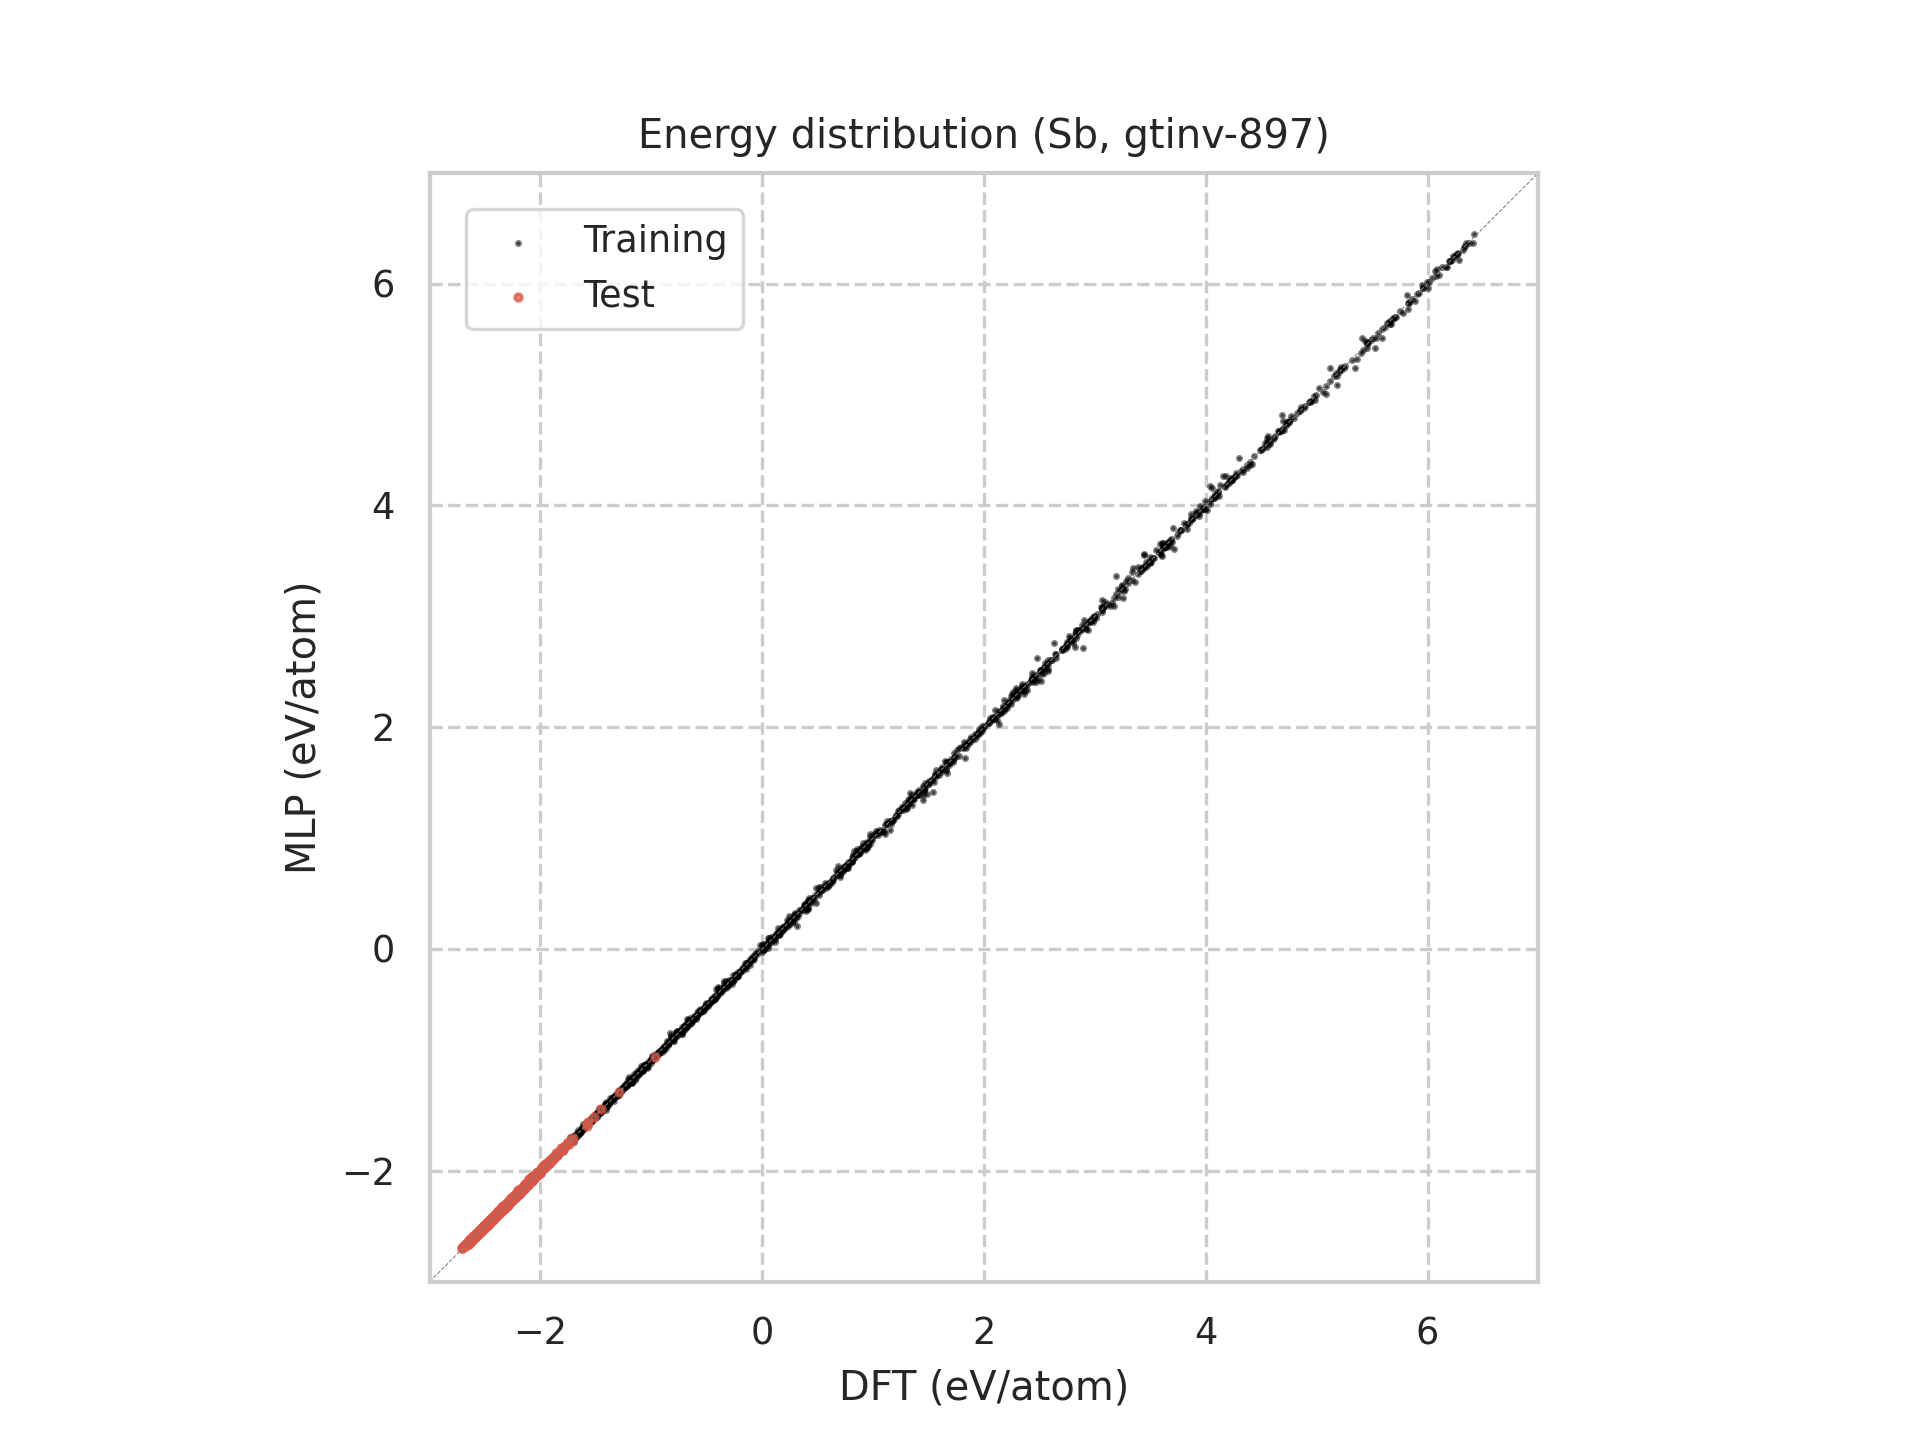 Energy distribution (Sb, gtinv-897)
Training
Test
6
4
2
0
−2
MLP (eV/atom)
−2 0 2 4 6
DFT (eV/atom)